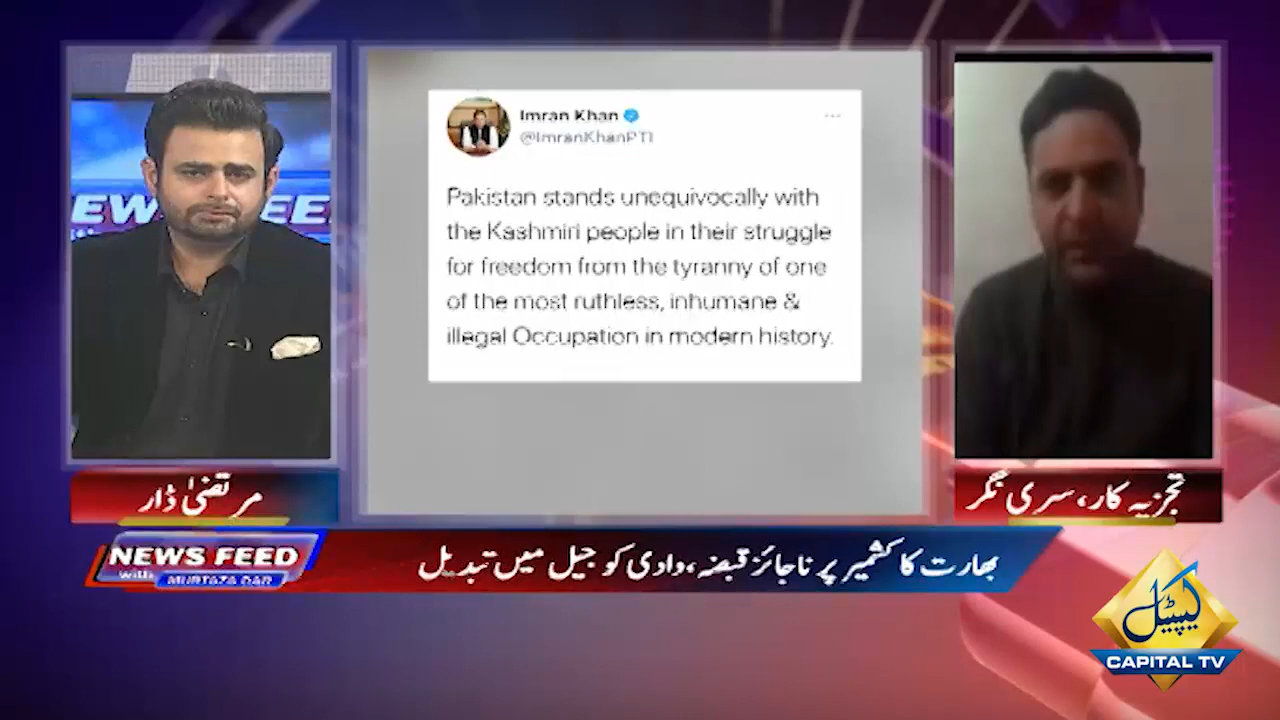 Imran Khan
@ImranKhanPTI
Pakistan stands unequivocally with
the Kashmiri people in their struggle
for freedom from the tyranny of one
of the most ruthless, inhumane &
illegal Occupation in modern history.
مرتضیٰ ڈار
تجزیہ کار، سری نگر
NEWS FEED
with MURTAZA DAR
بھارت کا کشمیر پر ناجائز قبضہ، وادی کو جیل میں تبدیل
کیپیٹل
CAPITAL TV